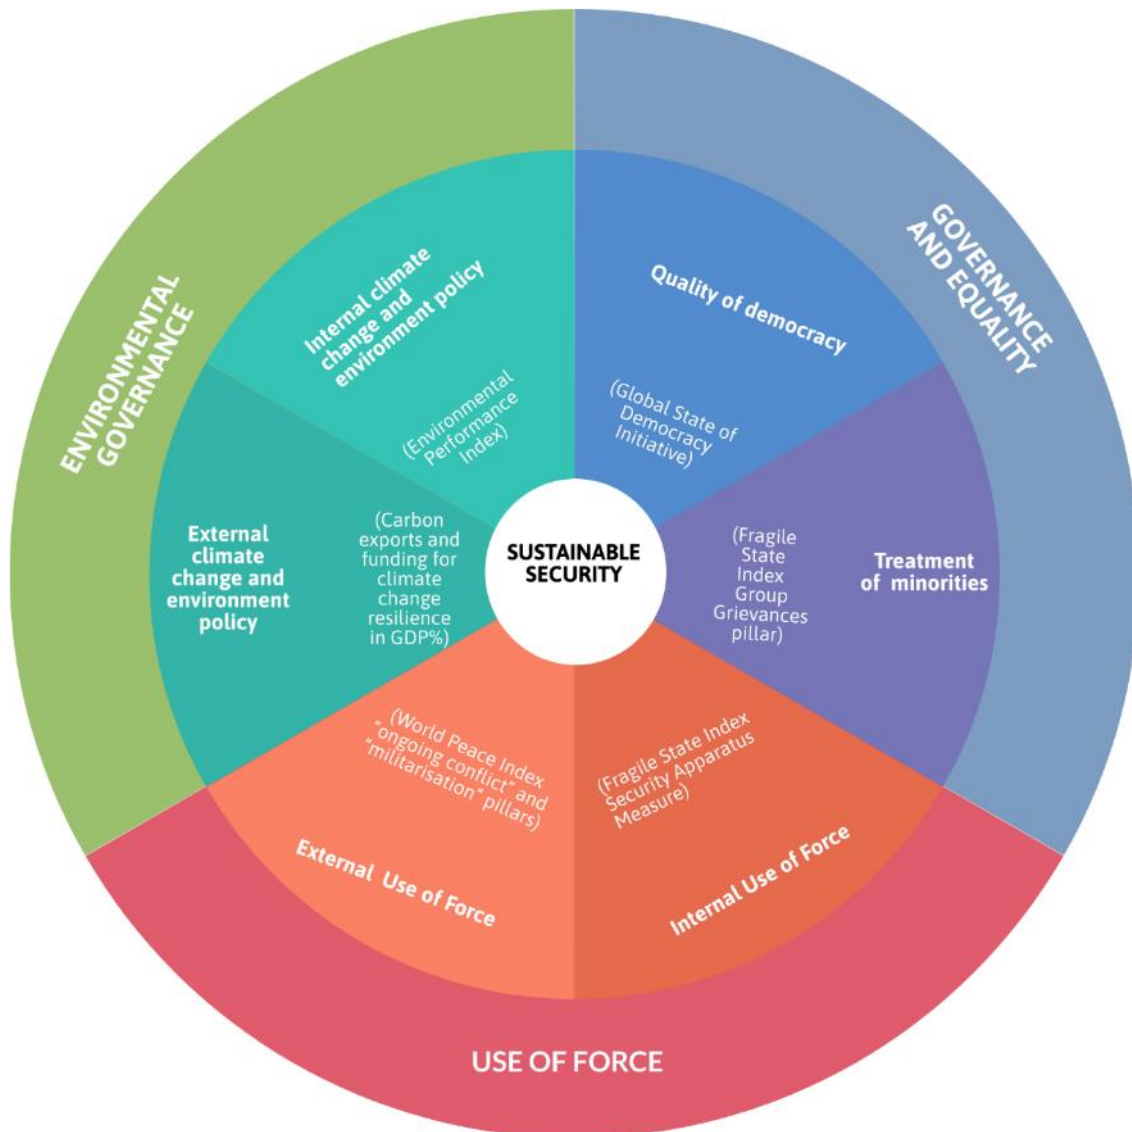 ENVIRONMENTAL
GOVERNANCE
GOVERNANCE
AND EQUALITY
Internal climate
change and
environment policy
(Environmental
Performance
Index)
Quality of democracy
(Global State of
Democracy
Initiative)
External
climate
change and
environment
policy
(Carbon
exports and
funding for
climate
change
resilience
in GDP%)
SUSTAINABLE
SECURITY
(Fragile
State
Index
Group
Grievances
pillar)
Treatment
of minorities
(World Peace Index
"ongoing conflict" and
"militarisation" pillars)
External Use of Force
(Fragile State Index
Security Apparatus
Measure)
Internal Use of Force
USE OF FORCE